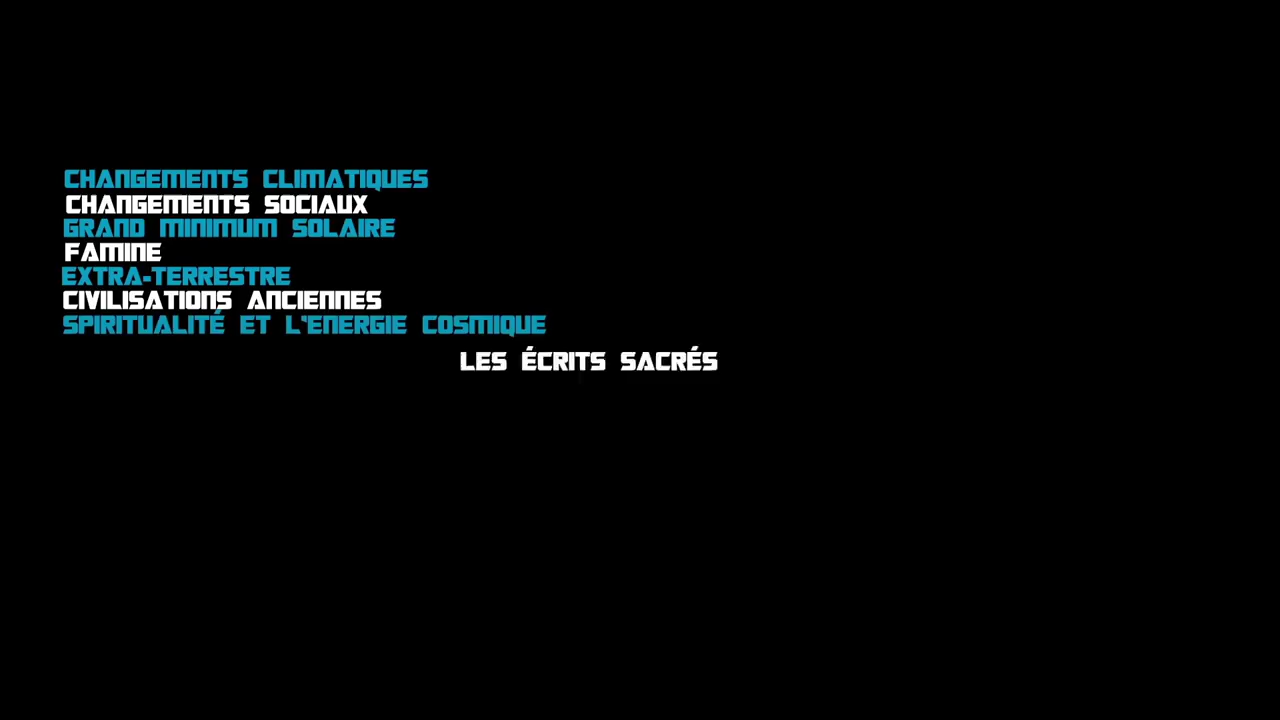 CHANGEMENTS CLIMATIQUES
CHANGEMENTS SOCIAUX
GRAND MINIMUM SOLAIRE
FAMINE
EXTRA-TERRESTRE
CIVILISATIONS ANCIENNES
SPIRITUALITÉ ET L'ENERGIE COSMIQUE
LES ÉCRITS SACRÉS